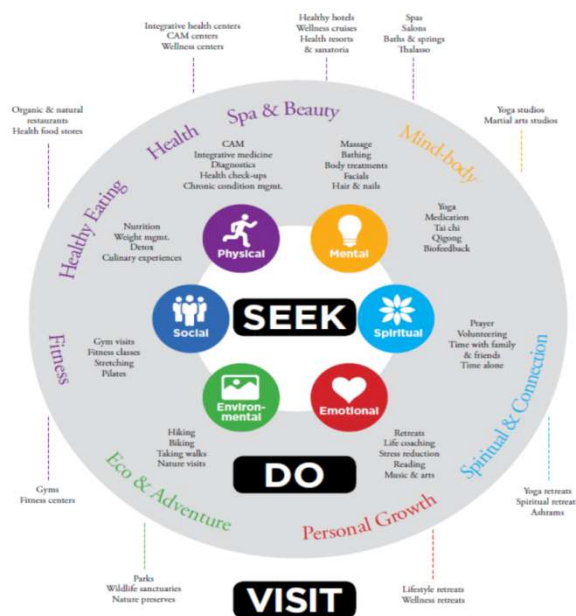 Integrative health centers
CAM centers
Wellness centers
Healthy hotels
Wellness cruises
Health resorts
& sanatoria
Spas
Salons
Baths & springs
Thalasso
Organic & natural
restaurants
Health food stores
Yoga studios
Martial arts studios
Health
Spa & Beauty
Mind-body
Healthy Eating
CAM
Integrative medicine
Diagnostics
Health check-ups
Chronic condition mgmt.
Massage
Bathing
Body treatments
Facials
Hair & nails
Nutrition
Weight mgmt.
Detox
Culinary experiences
Yoga
Medication
Tai chi
Qigong
Biofeedback
Physical
Mental
Social
SEEK
Spiritual
Fitness
Gym visits
Fitness classes
Stretching
Pilates
Prayer
Volunteering
Time with family
& friends
Time alone
Spiritual & Connection
Environ-
mental
Emotional
Hiking
Biking
Taking walks
Nature visits
Retreats
Life coaching
Stress reduction
Reading
Music & arts
DO
Eco & Adventure
Personal Growth
Gyms
Fitness centers
Yoga retreats
Spiritual retreat
Ashrams
Parks
Wildlife sanctuaries
Nature preserves
VISIT
Lifestyle retreats
Wellness retreats